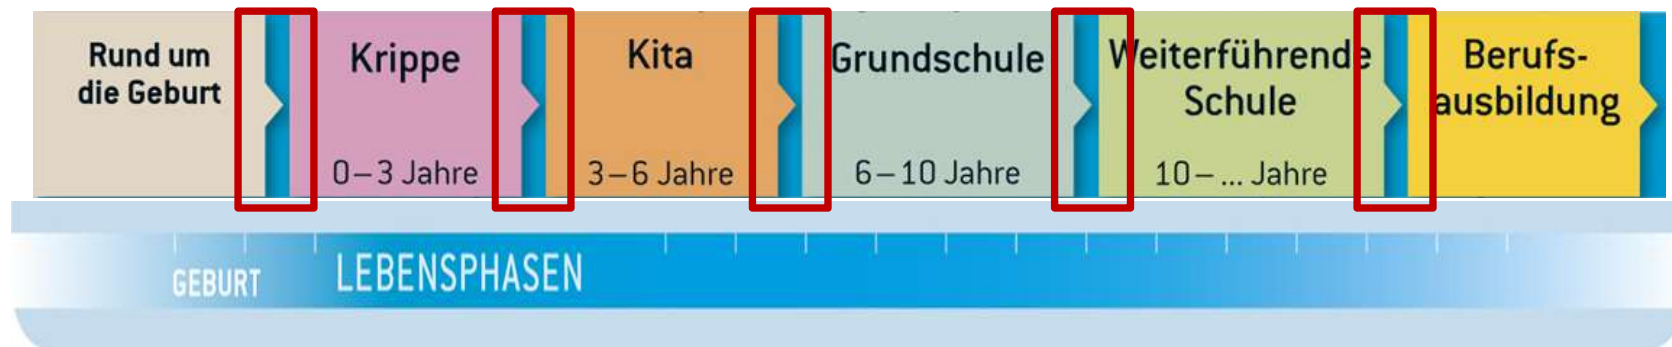 Rund um
die Geburt
Krippe
0–3 Jahre
Kita
3–6 Jahre
Grundschule
6–10 Jahre
Weiterführende
Schule
10–... Jahre
Berufs-
ausbildung
GEBURT
LEBENSPHASEN